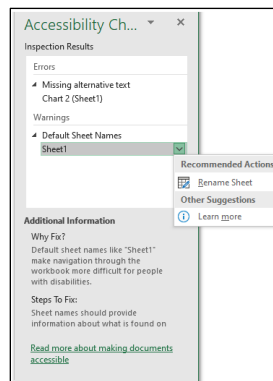 Accessibility Ch...
Inspection Results
Errors
Missing alternative text
Chart 2 (Sheet1)
Warnings
Default Sheet Names
Sheet1
Recommended Actions
Rename Sheet
Other Suggestions
Learn more
Additional Information
Why Fix?
Default sheet names like "Sheet1"
make navigation through the
workbook more difficult for people
with disabilities.
Steps To Fix:
Sheet names should provide
information about what is found on
Read more about making documents
accessible